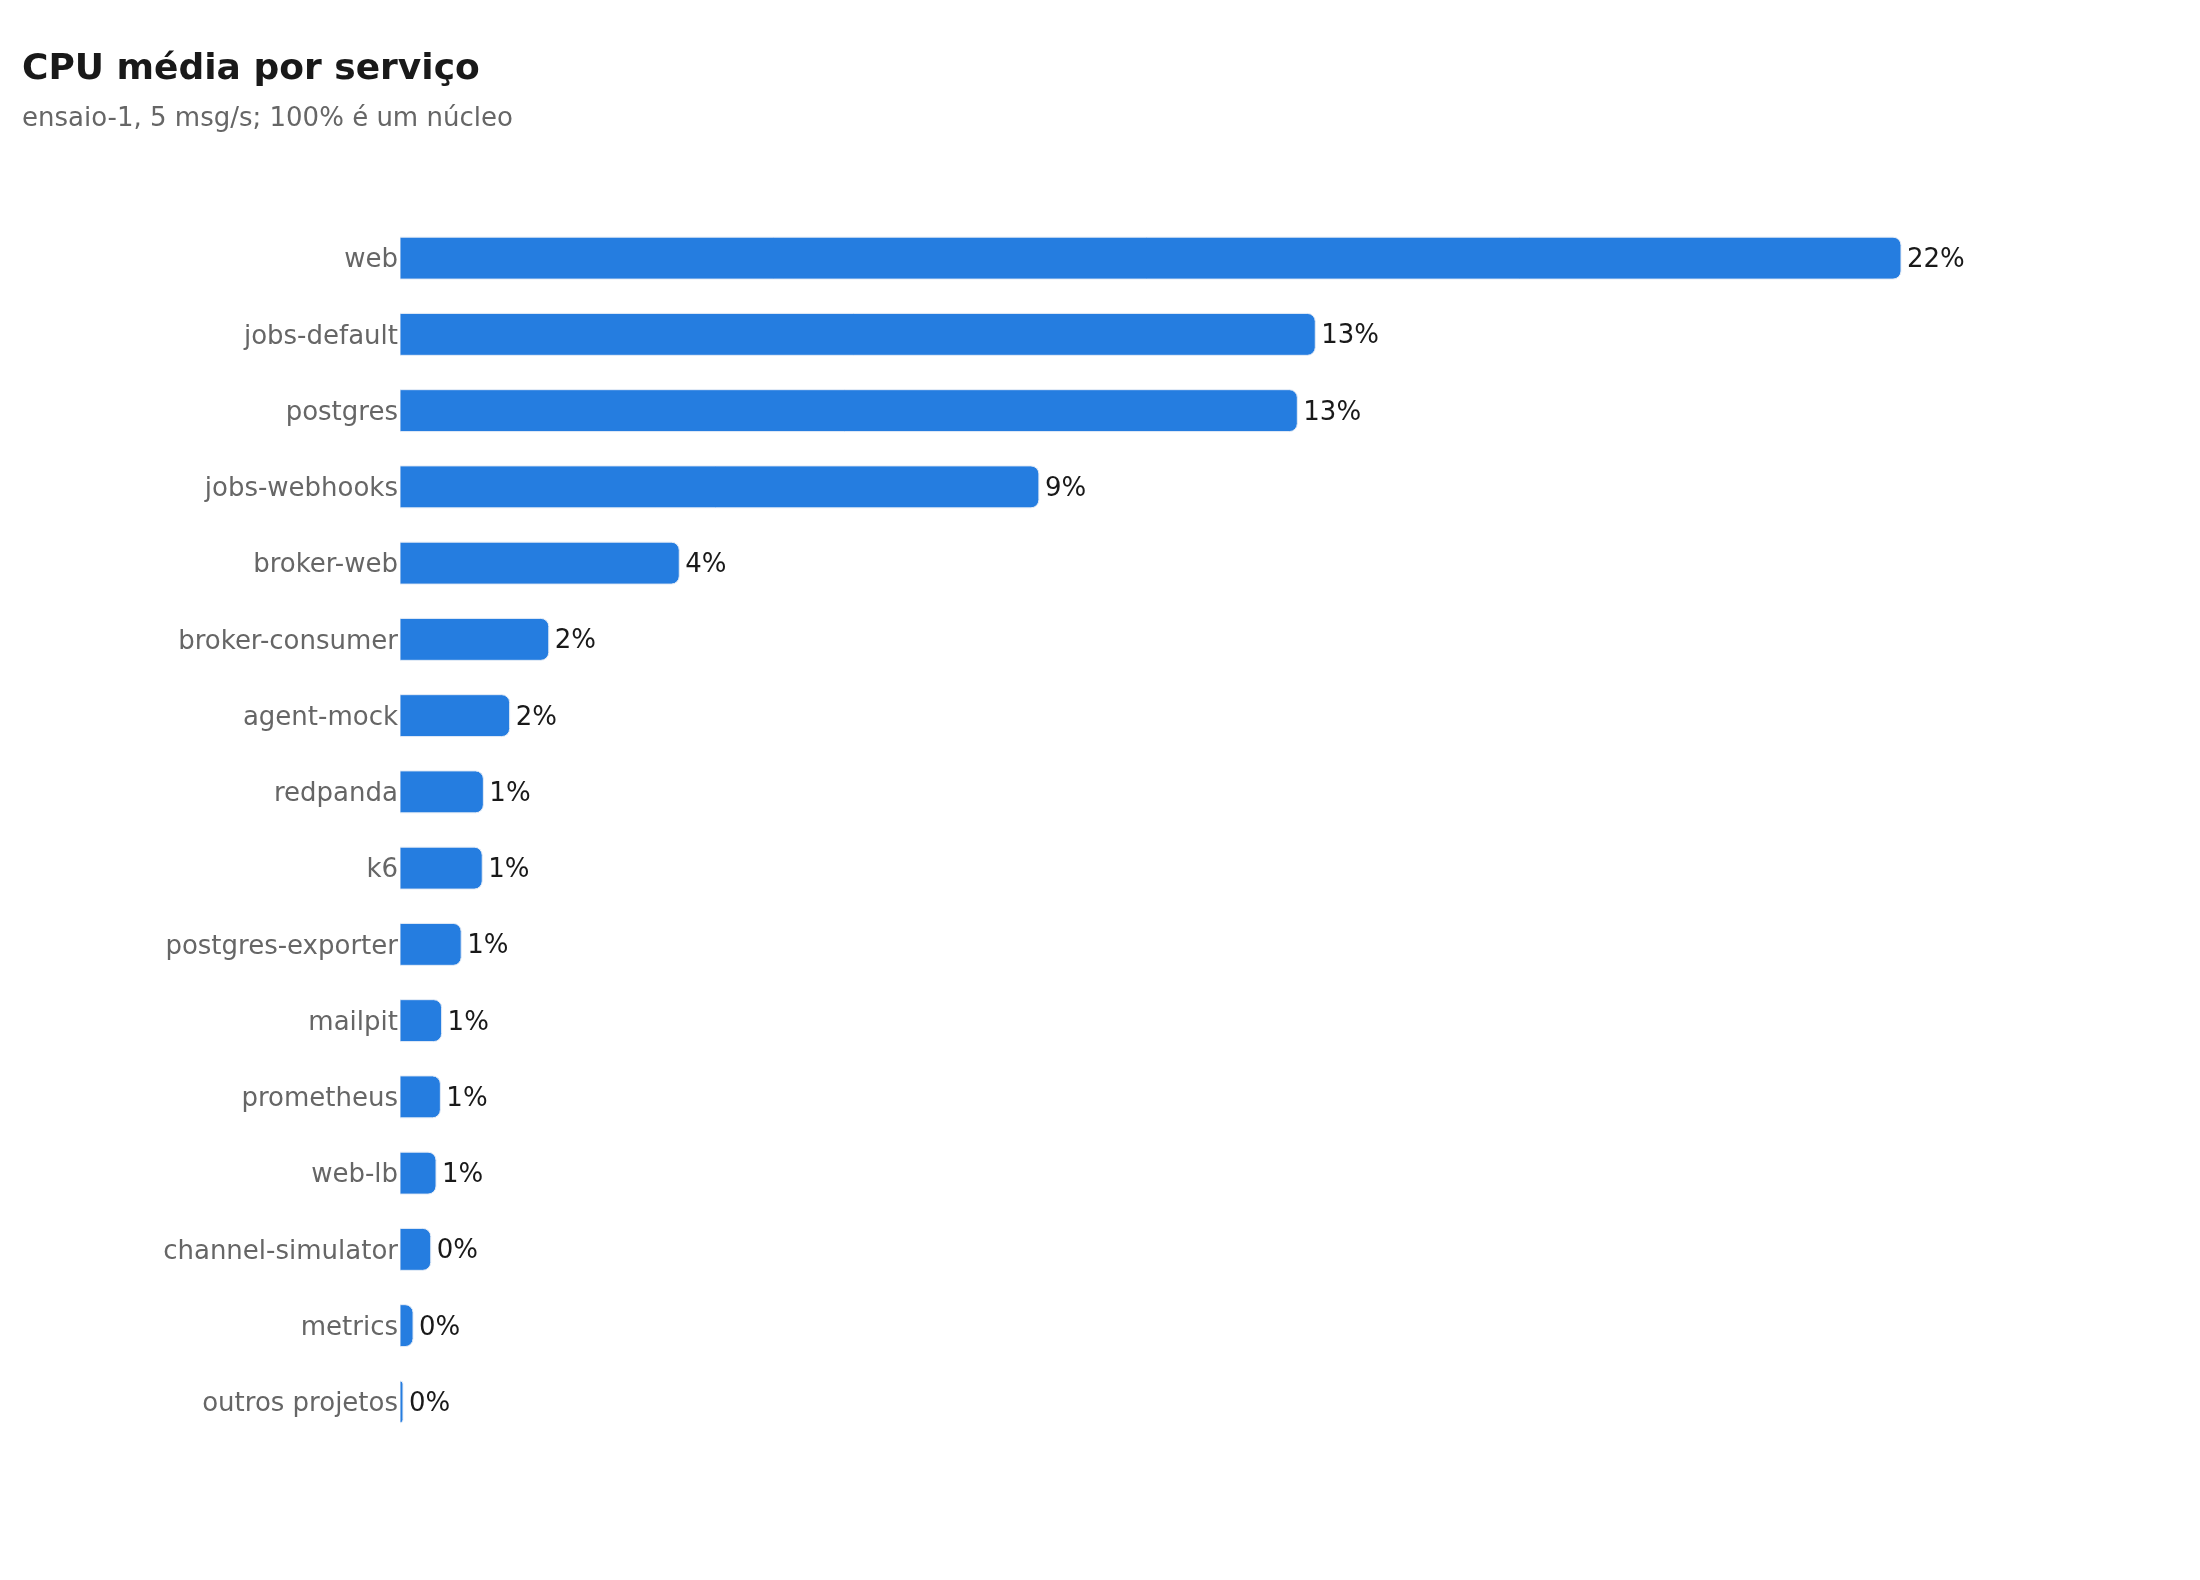 CPU média por serviço
ensaio-1, 5 msg/s; 100% é um núcleo
web 22%
jobs-default 13%
postgres 13%
jobs-webhooks 9%
broker-web 4%
broker-consumer 2%
agent-mock 2%
redpanda 1%
k6 1%
postgres-exporter 1%
mailpit 1%
prometheus 1%
web-lb 1%
channel-simulator 0%
metrics 0%
outros projetos 0%